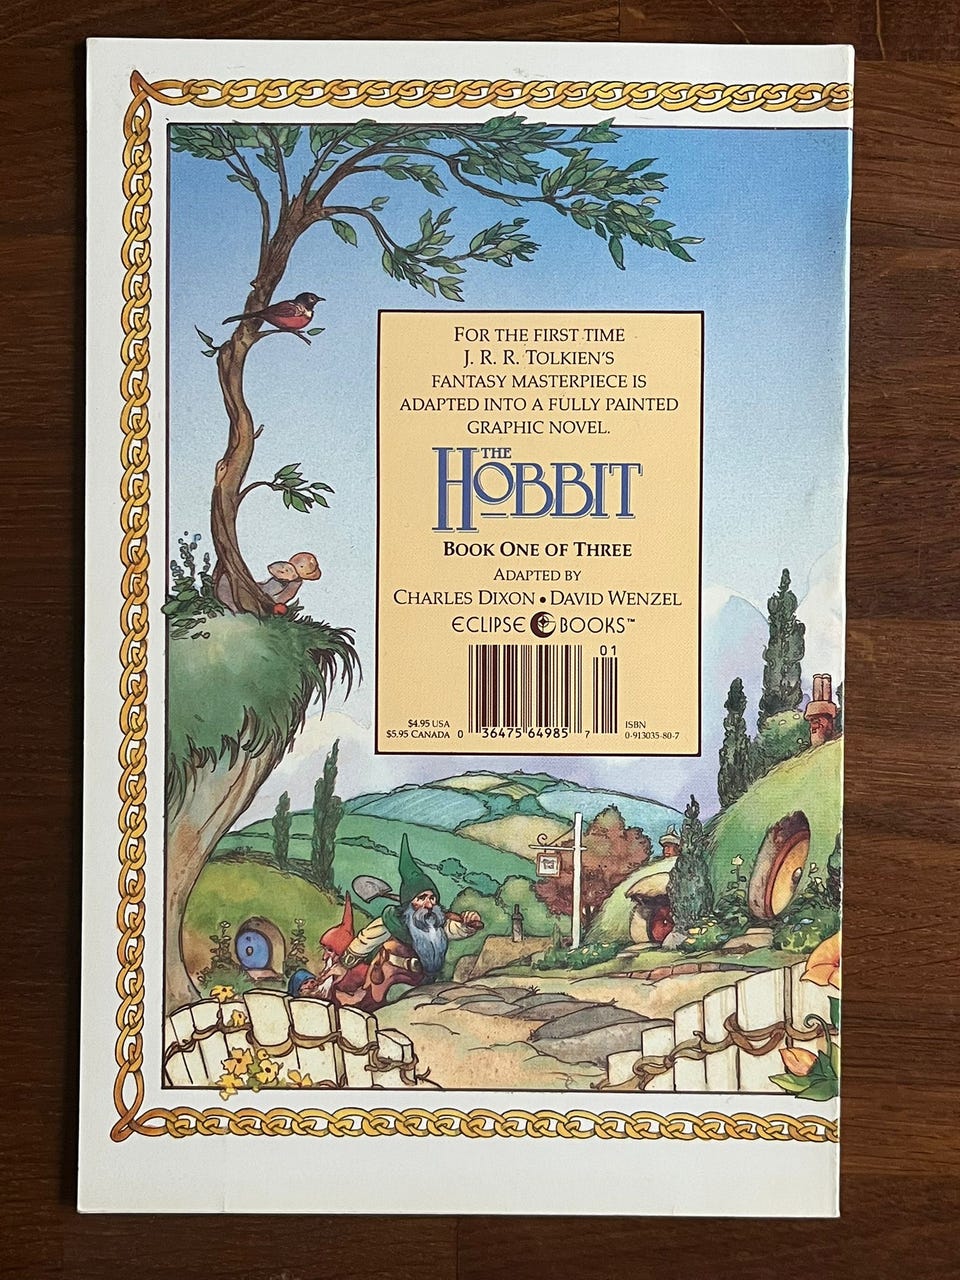 FOR THE FIRST TIME
J. R. R. TOLKIEN'S
FANTASY MASTERPIECE IS
ADAPTED INTO A FULLY PAINTED
GRAPHIC NOVEL.
THE
HOBBIT
BOOK ONE OF THREE
ADAPTED BY
CHARLES DIXON • DAVID WENZEL
ECLIPSE BOOKS™
01
$4.95 USA
$5.95 CANADA
0 36475 64985 7
ISBN
0-913035-80-7